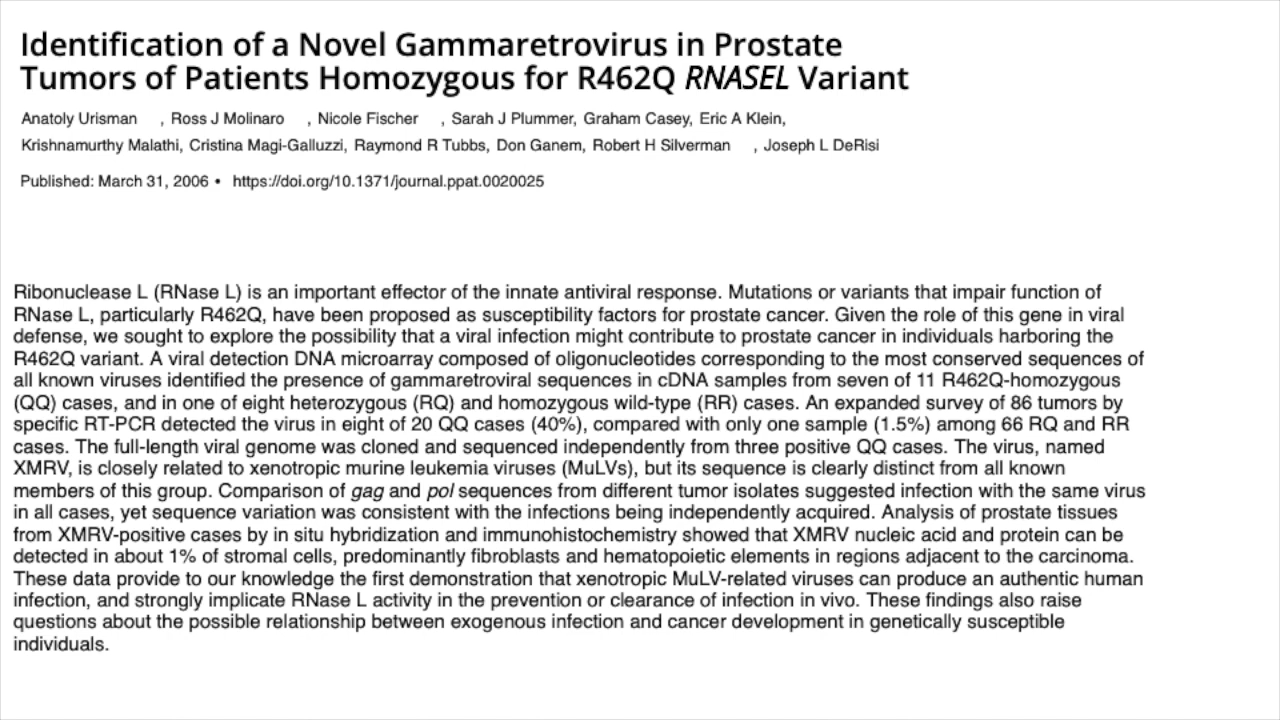 Identification of a Novel Gammaretrovirus in Prostate
Tumors of Patients Homozygous for R462Q RNASEL Variant
Anatoly Urisman , Ross J Molinaro , Nicole Fischer , Sarah J Plummer, Graham Casey, Eric A Klein,
Krishnamurthy Malathi, Cristina Magi-Galluzzi, Raymond R Tubbs, Don Ganem, Robert H Silverman , Joseph L DeRisi
Published: March 31, 2006 • https://doi.org/10.1371/journal.ppat.0020025
Ribonuclease L (RNase L) is an important effector of the innate antiviral response. Mutations or variants that impair function of
RNase L, particularly R462Q, have been proposed as susceptibility factors for prostate cancer. Given the role of this gene in viral
defense, we sought to explore the possibility that a viral infection might contribute to prostate cancer in individuals harboring the
R462Q variant. A viral detection DNA microarray composed of oligonucleotides corresponding to the most conserved sequences of
all known viruses identified the presence of gammaretroviral sequences in cDNA samples from seven of 11 R462Q-homozygous
(QQ) cases, and in one of eight heterozygous (RQ) and homozygous wild-type (RR) cases. An expanded survey of 86 tumors by
specific RT-PCR detected the virus in eight of 20 QQ cases (40%), compared with only one sample (1.5%) among 66 RQ and RR
cases. The full-length viral genome was cloned and sequenced independently from three positive QQ cases. The virus, named
XMRV, is closely related to xenotropic murine leukemia viruses (MuLVs), but its sequence is clearly distinct from all known
members of this group. Comparison of gag and pol sequences from different tumor isolates suggested infection with the same virus
in all cases, yet sequence variation was consistent with the infections being independently acquired. Analysis of prostate tissues
from XMRV-positive cases by in situ hybridization and immunohistochemistry showed that XMRV nucleic acid and protein can be
detected in about 1% of stromal cells, predominantly fibroblasts and hematopoietic elements in regions adjacent to the carcinoma.
These data provide to our knowledge the first demonstration that xenotropic MuLV-related viruses can produce an authentic human
infection, and strongly implicate RNase L activity in the prevention or clearance of infection in vivo. These findings also raise
questions about the possible relationship between exogenous infection and cancer development in genetically susceptible
individuals.